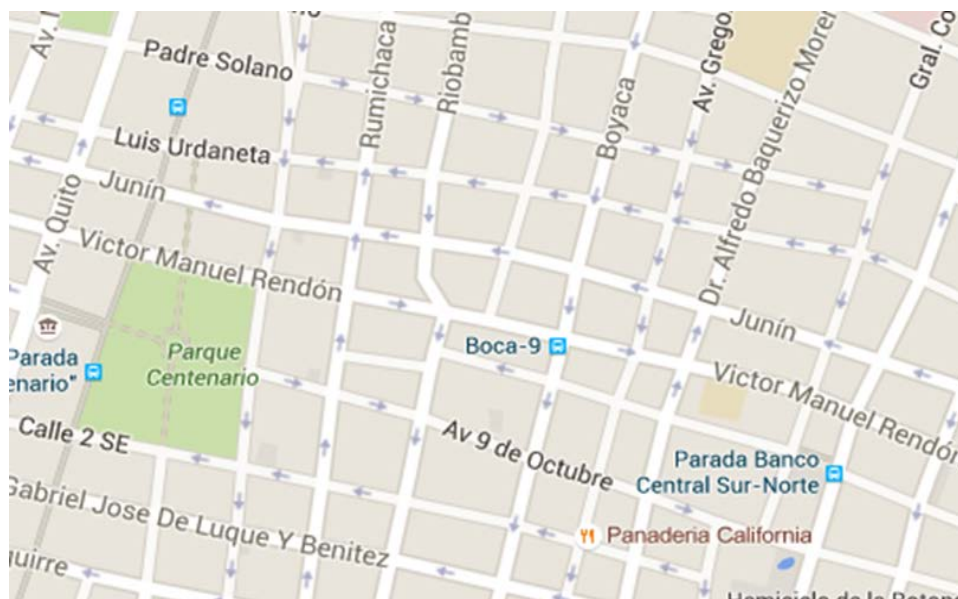 Padre Solano
Rumichaca
Riobamb
Boyaca
Av. Grego
Dr. Alfredo Baquerizo Morer
Gral. Co
Luis Urdaneta
Junín
Av. Quito
Victor Manuel Rendón
Parque
Centenario
Parada
enario"
Boca-9
Junín
Victor Manuel Rendón
Calle 2 SE
Av 9 de Octubre
Parada Banco
Central Sur-Norte
Gabriel Jose De Luque Y Benitez
Panaderia California
uirre